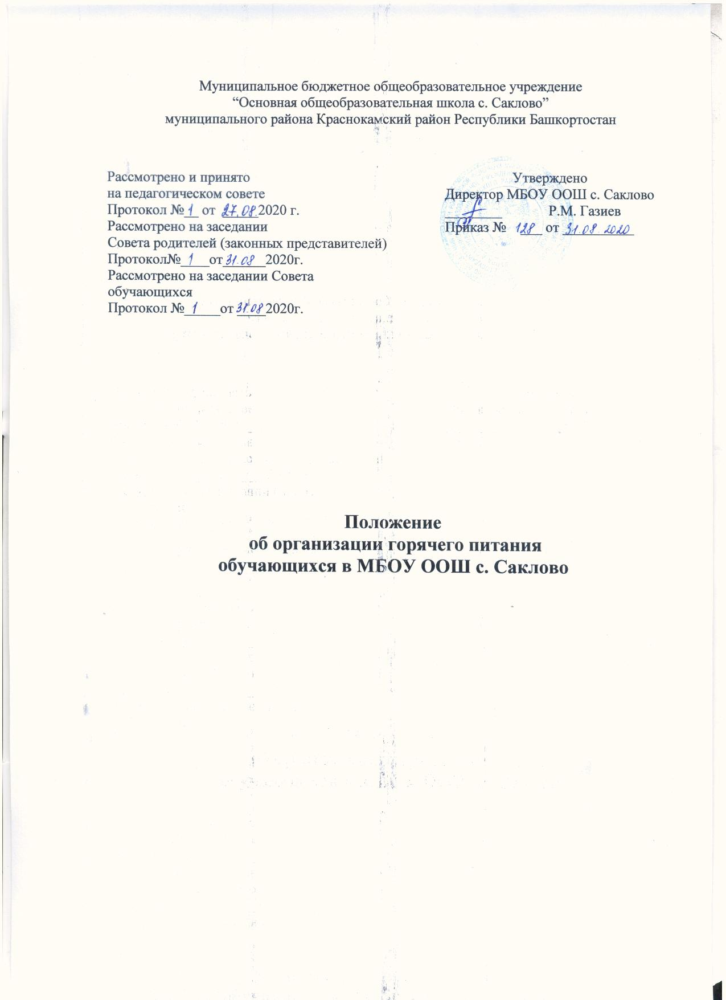 Муниципальное бюджетное общеобразовательное учреждение
“Основная общеобразовательная школа с. Саклово”
муниципального района Краснокамский район Республики Башкортостан
Рассмотрено и принято
на педагогическом совете
Протокол №1 от 27.08.2020 г.
Рассмотрено на заседании
Совета родителей (законных представителей)
Протокол№ 1 от 31.08 2020г.
Рассмотрено на заседании Совета
обучающихся
Протокол № 1 от 31.08 2020г.
Утверждено
Директор МБОУ ООШ с. Саклово
Р.М. Газиев
Приказ № 128 от 31.08.2020
Положение
об организации горячего питания
обучающихся в МБОУ ООШ с. Саклово